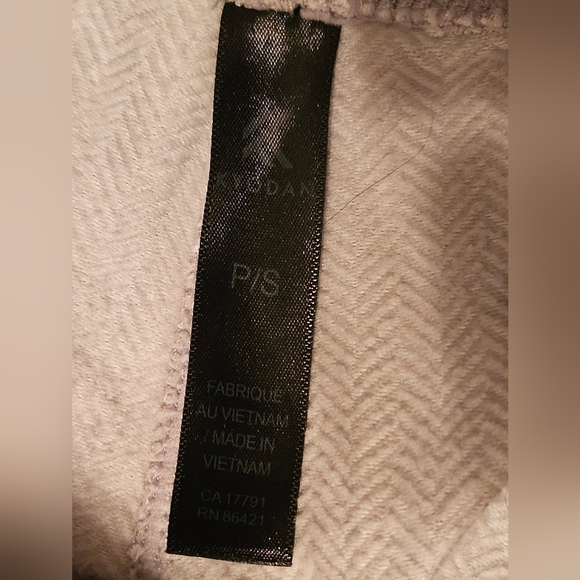 KYODAN
P/S
FABRIQUE
AU VIETNAM
/ MADE IN
VIETNAM
CA 17791
RN 86421